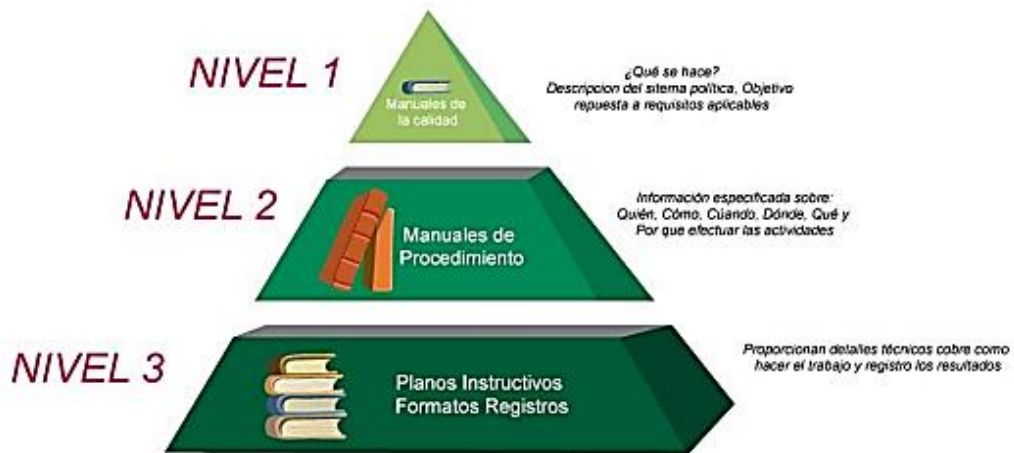 NIVEL 1
Manuales de
la calidad
¿Qué se hace?
Descripcion del sitema política, Objetivo
repuesta a requisitos aplicables
NIVEL 2
Manuales de
Procedimiento
Información especificada sobre:
Quién, Cómo, Cúando, Dónde, Qué y
Por que efectuar las actividades
NIVEL 3
Planos Instructivos
Formatos Registros
Proporcionan detalles técnicos cobre como
hacer el trabajo y registro los resultados